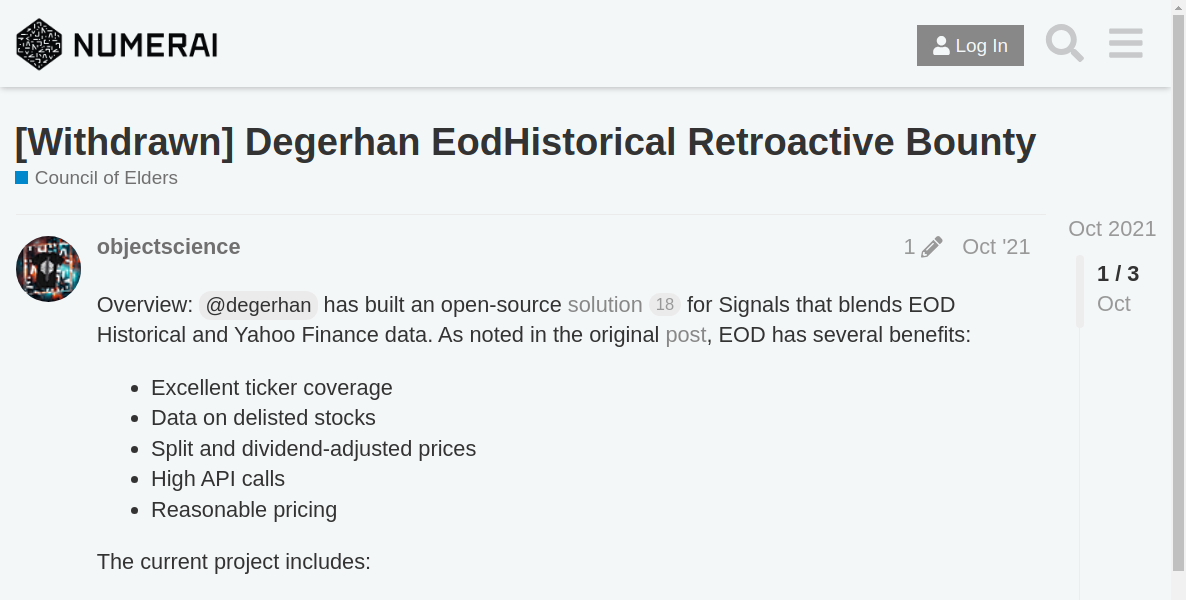 NUMERAI
Log In
[Withdrawn] Degerhan EodHistorical Retroactive Bounty
Council of Elders
objectscience
1
Oct '21
Overview: @degerhan has built an open-source solution 18 for Signals that blends EOD
Historical and Yahoo Finance data. As noted in the original post, EOD has several benefits:
Excellent ticker coverage
Data on delisted stocks
Split and dividend-adjusted prices
High API calls
Reasonable pricing
The current project includes:
Oct 2021
1 / 3
Oct